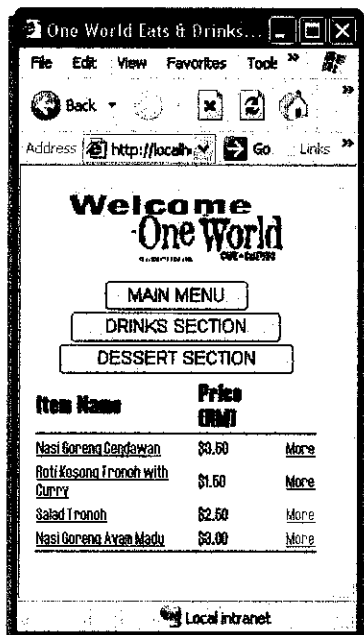 One World Eats & Drinks...
File Edit View Favorites Tools »
Back »
Address http://localh Go Links »
Welcome
One World
MAIN MENU
DRINKS SECTION
DESSERT SECTION
Item Name Price (RM)
Nasi Goreng Cendawan $3.50 More
Roti Kosong Tronoh with Curry $1.50 More
Salad Tronoh $2.50 More
Nasi Goreng Ayam Madu $3.00 More
Local intranet